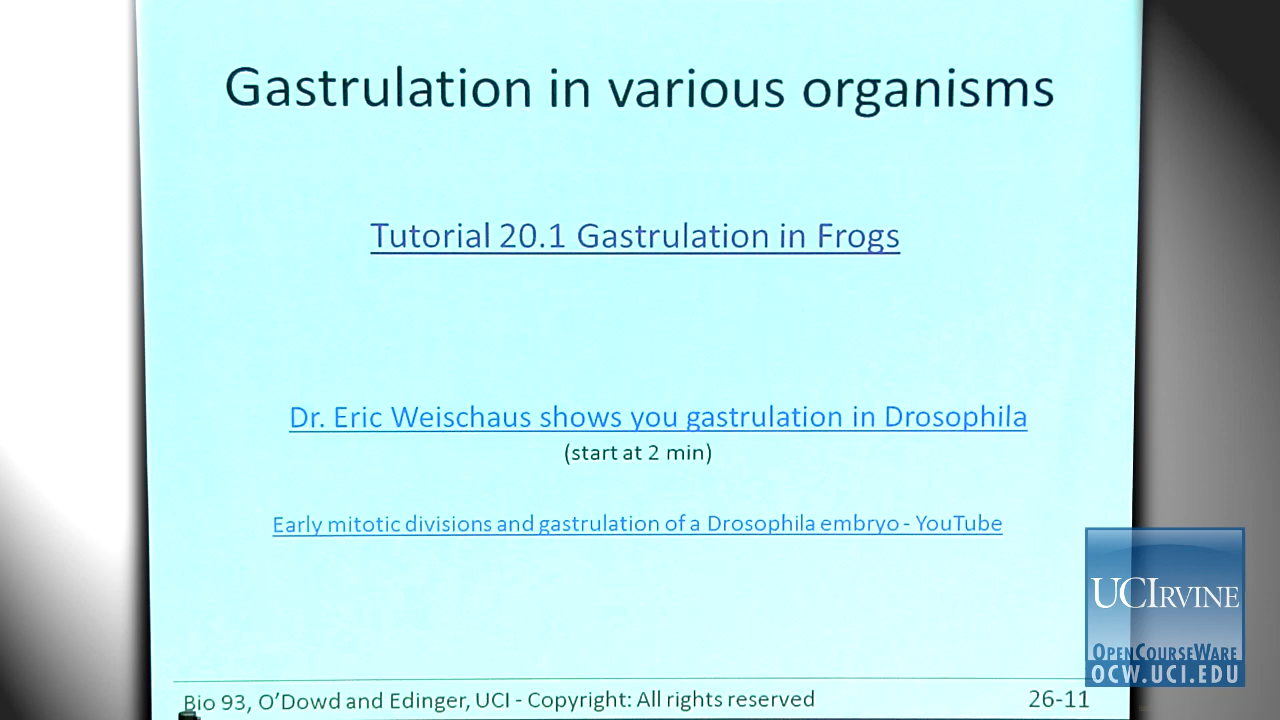 Gastrulation in various organisms
Tutorial 20.1 Gastrulation in Frogs
Dr. Eric Weischaus shows you gastrulation in Drosophila
(start at 2 min)
Early mitotic divisions and gastrulation of a Drosophila embryo - YouTube
UCIRVINE
OPENCOURSEWARE
OCW.UCI.EDU
Bio 93, O'Dowd and Edinger, UCI - Copyright: All rights reserved
26-11